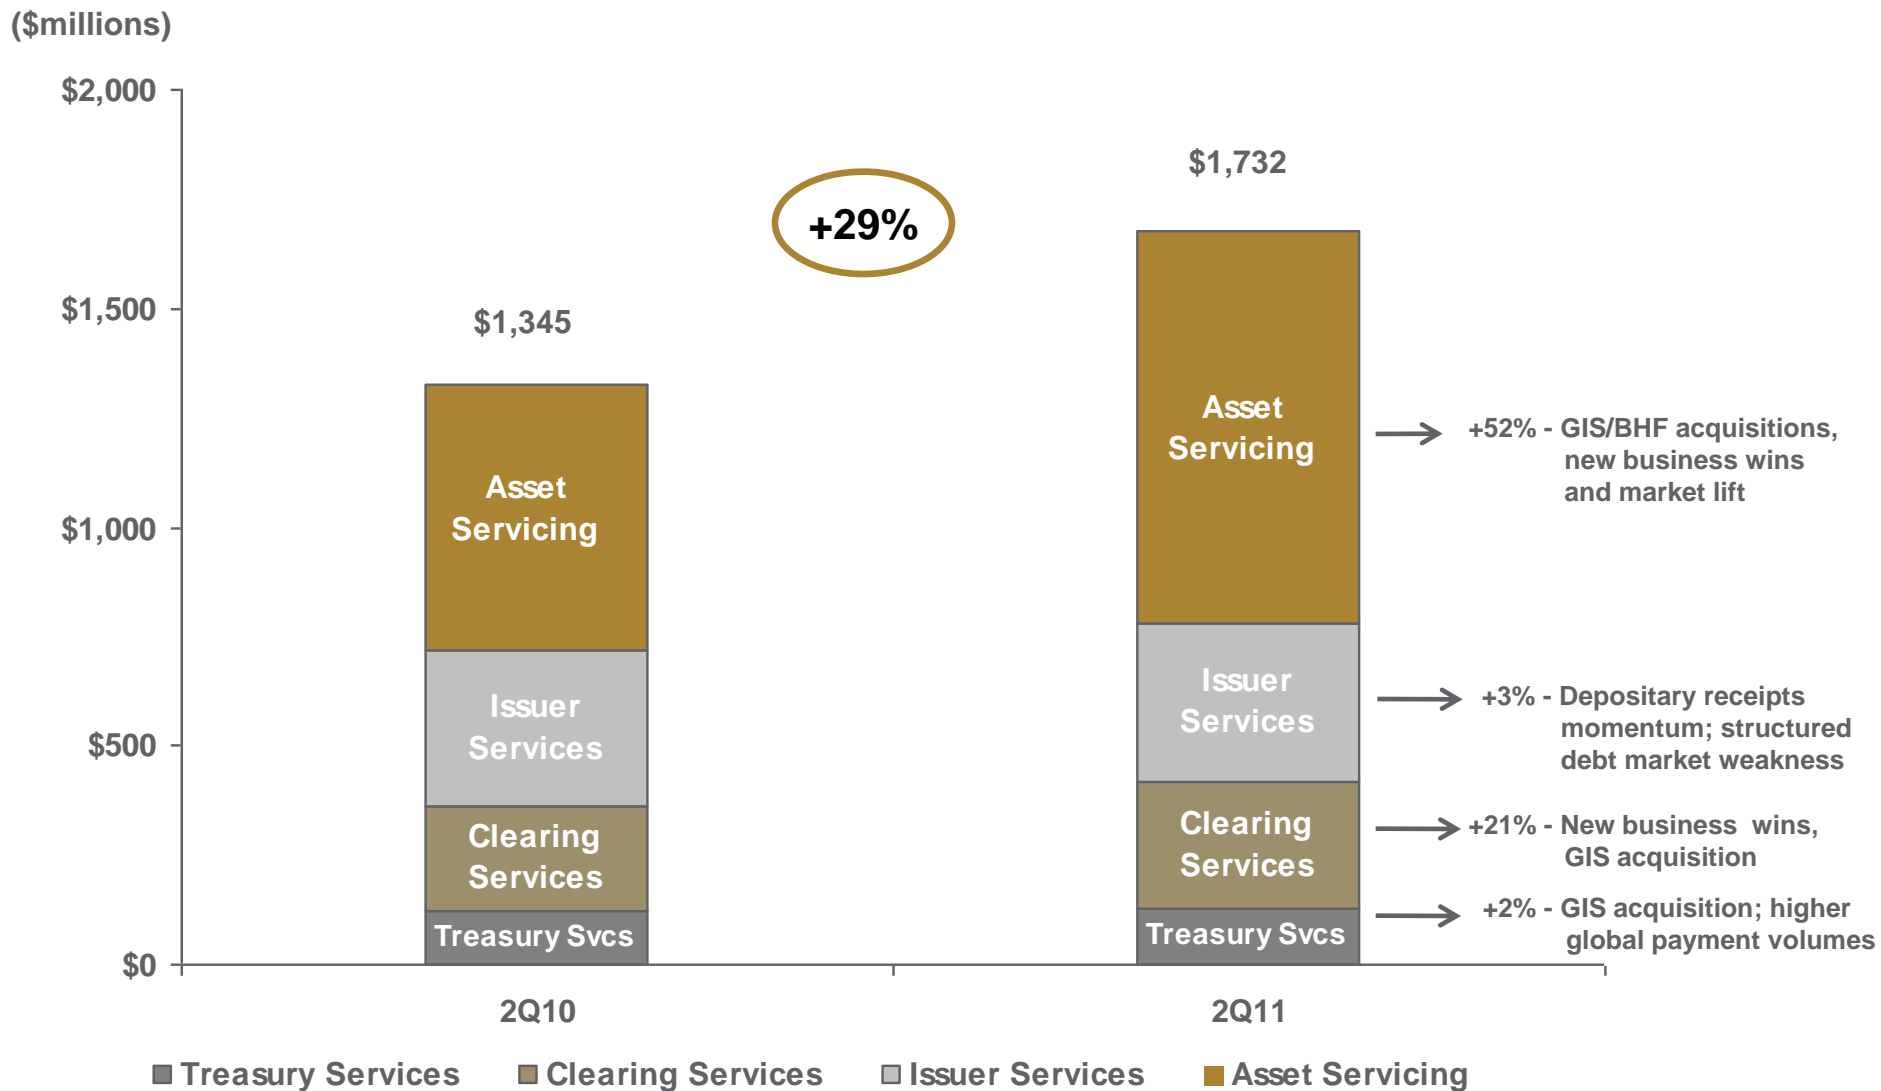 ($millions)
$2,000
$1,500
$1,000
$500
$0
$1,345
+29%
$1,732
Asset
Servicing
Issuer
Services
Clearing
Services
Treasury Svcs
Asset
Servicing
Issuer
Services
Clearing
Services
Treasury Svcs
+52% - GIS/BHF acquisitions,
new business wins
and market lift
+3% - Depositary receipts
momentum; structured
debt market weakness
+21% - New business  wins,
GIS acquisition
+2% - GIS acquisition; higher
global payment volumes
2Q10
2Q11
Treasury Services
Clearing Services
Issuer Services
Asset Servicing